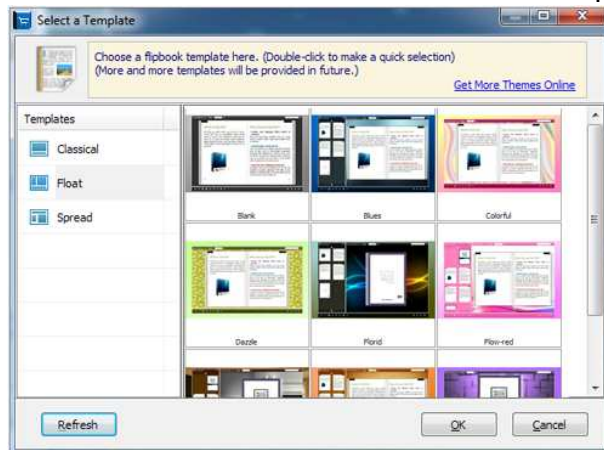 Select a Template
Choose a flipbook template here. (Double-click to make a quick selection)
(More and more templates will be provided in future.)
Get More Themes Online
Templates
Classical
Float
Spread
Blank
Blues
Colorful
Dazzle
Florid
Flow-red
Refresh
OK
Cancel